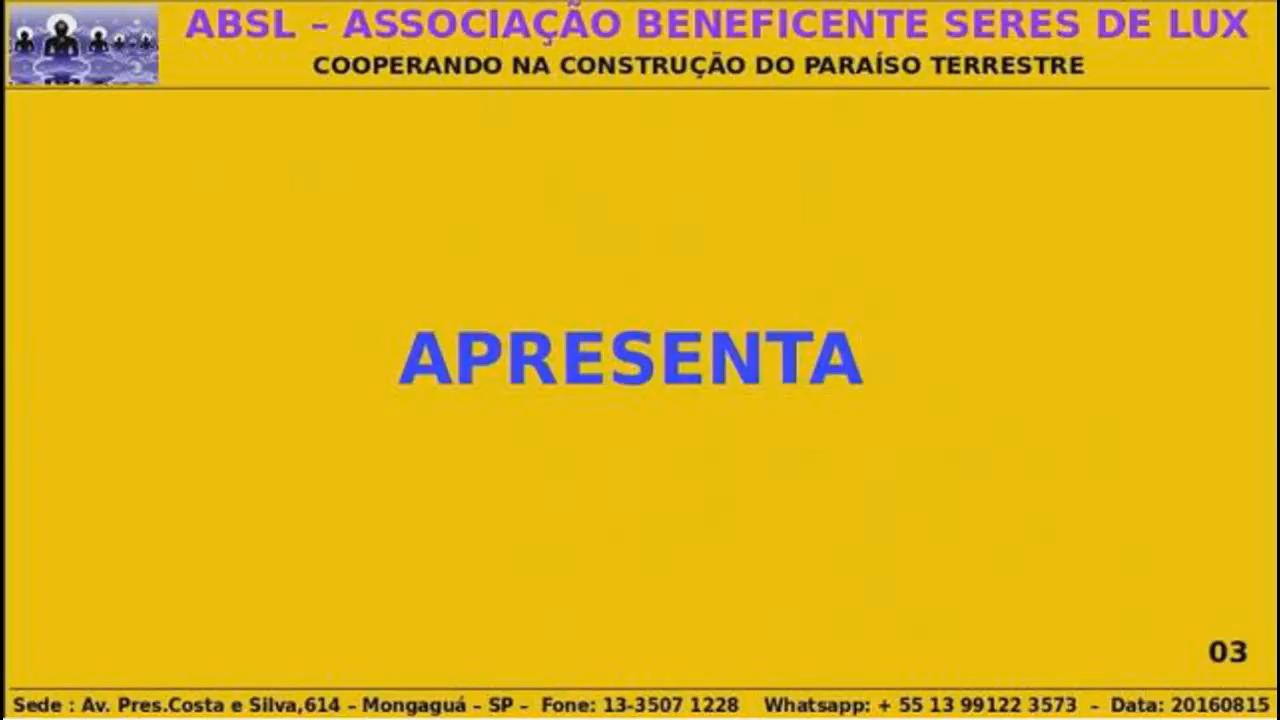 ABSL – ASSOCIAÇÃO BENEFICENTE SERES DE LUX
COOPERANDO NA CONSTRUÇÃO DO PARAÍSO TERRESTRE
APRESENTA
03
Sede : Av. Pres.Costa e Silva,614 – Mongaguá – SP – Fone: 13-3507 1228 Whatsapp: + 55 13 99122 3573 – Data: 20160815